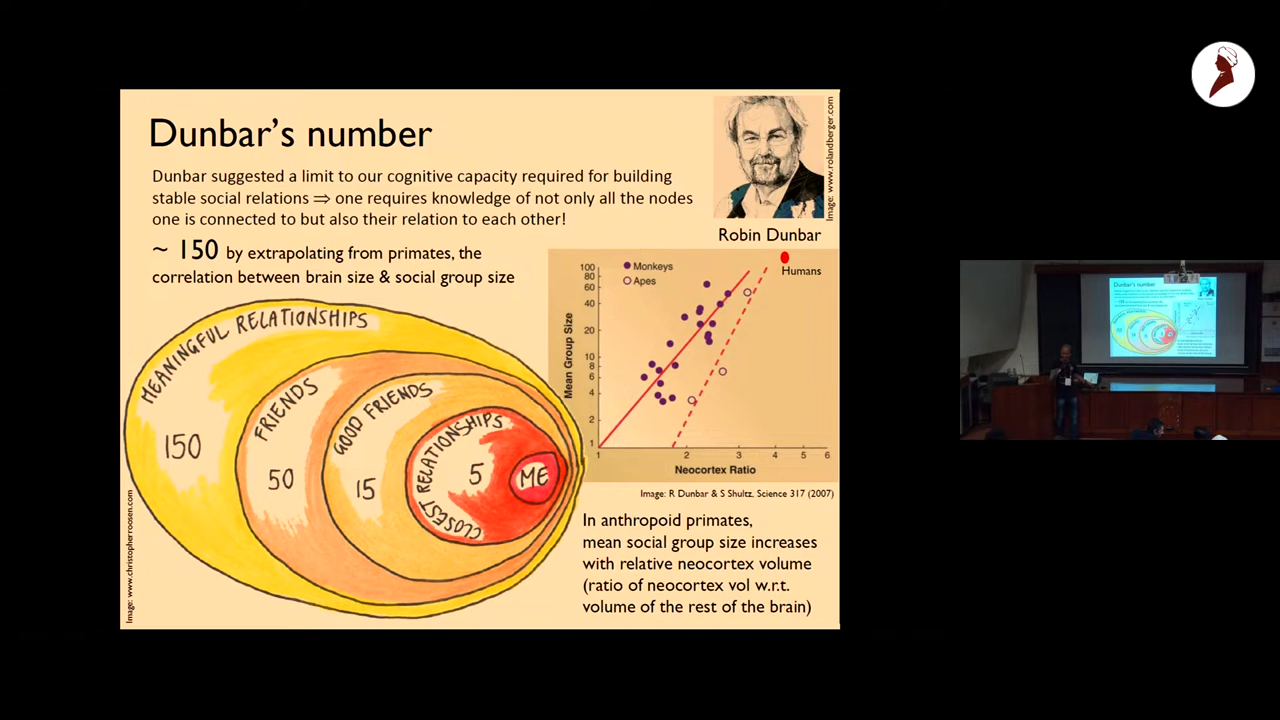 Dunbar's number
Dunbar suggested a limit to our cognitive capacity required for building
stable social relations ⇒ one requires knowledge of not only all the nodes
one is connected to but also their relation to each other!
~ 150 by extrapolating from primates, the
correlation between brain size & social group size
Image: www.rolandberger.com
Robin Dunbar
MEANINGFUL RELATIONSHIPS
150
FRIENDS
50
GOOD FRIENDS
15
CLOSEST RELATIONSHIPS
5
ME
Image: www.christopherroosen.com
Monkeys
Apes
Humans
Mean Group Size
100
80
60
40
20
10
8
6
4
2
1
1 2 3 4 5 6
Neocortex Ratio
Image: R Dunbar & S Shultz, Science 317 (2007)
In anthropoid primates,
mean social group size increases
with relative neocortex volume
(ratio of neocortex vol w.r.t.
volume of the rest of the brain)
Dunbar's number